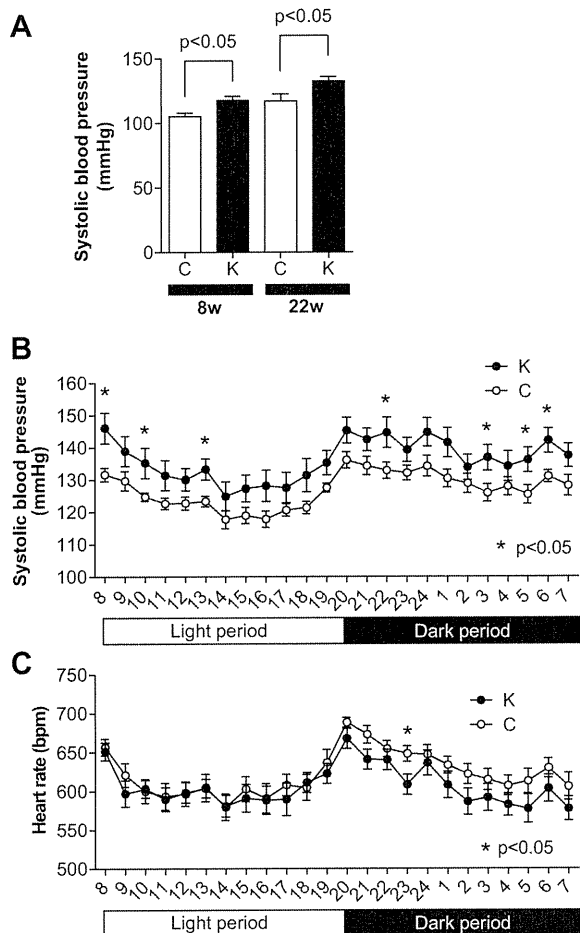 A
p<0.05
p<0.05
Systolic blood pressure
(mmHg)
150
100
50
0
C K C K
8w 22w
B
K
C
Systolic blood pressure
(mmHg)
160
150
140
130
120
110
100
* * * * * * *
* p<0.05
8 9 10 11 12 13 14 15 16 17 18 19 20 21 22 23 24 1 2 3 4 5 6 7
Light period Dark period
C
K
C
Heart rate (bpm)
750
700
650
600
550
500
*
* p<0.05
8 9 10 11 12 13 14 15 16 17 18 19 20 21 22 23 24 1 2 3 4 5 6 7
Light period Dark period